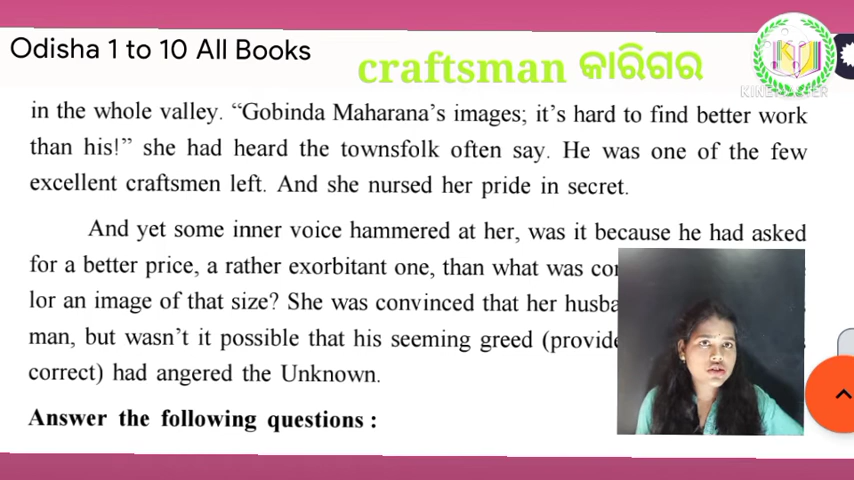 Odisha 1 to 10 All Books
craftsman କାରିଗର
KINEMASTER
in the whole valley. “Gobinda Maharana’s images; it’s hard to find better work
than his!” she had heard the townsfolk often say. He was one of the few
excellent craftsmen left. And she nursed her pride in secret.
And yet some inner voice hammered at her, was it because he had asked
for a better price, a rather exorbitant one, than what was
lor an image of that size? She was convinced that her
man, but wasn’t it possible that his seeming greed
correct) had angered the Unknown.
Answer the following questions :